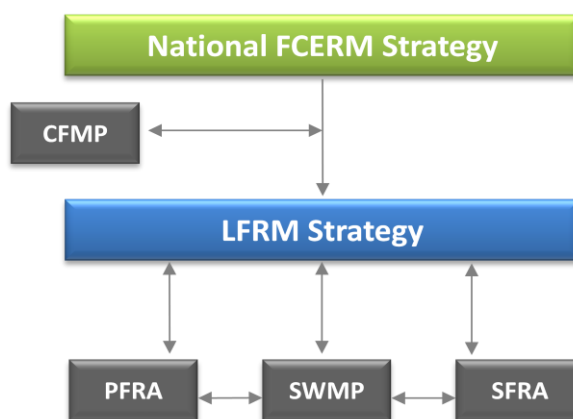 National FCERM Strategy
CFMP
LFRM Strategy
PFRA
SWMP
SFRA